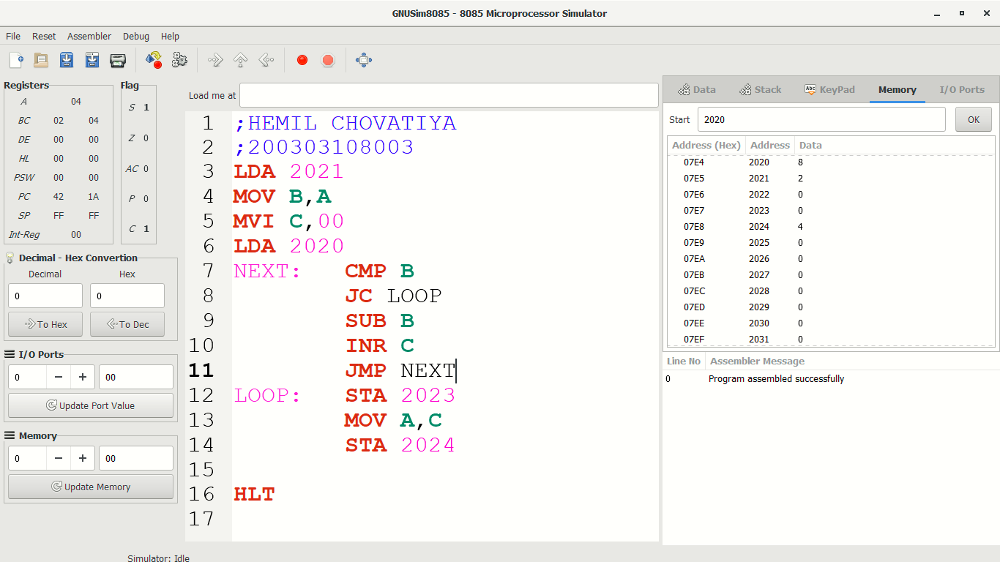 GNUSim8085 - 8085 Microprocessor Simulator
File Reset Assembler Debug Help
Registers
A 04
BC 02 04
DE 00 00
HL 00 00
PSW 00 00
PC 42 1A
SP FF FF
Int-Reg 00
Flag
S 1
Z 0
AC 0
P 0
C 1
Decimal - Hex Convertion
Decimal Hex
0 0
To Hex To Dec
I/O Ports
0 − + 00
Update Port Value
Memory
0 − + 00
Update Memory
Load me at
1 ;HEMIL CHOVATIYA
2 ;200303108003
3 LDA 2021
4 MOV B,A
5 MVI C,00
6 LDA 2020
7 NEXT: CMP B
8 JC LOOP
9 SUB B
10 INR C
11 JMP NEXT
12 LOOP: STA 2023
13 MOV A,C
14 STA 2024
15
16 HLT
17
Data Stack Abc KeyPad Memory I/O Ports
Start 2020 OK
Address (Hex) Address Data
07E4 2020 8
07E5 2021 2
07E6 2022 0
07E7 2023 0
07E8 2024 4
07E9 2025 0
07EA 2026 0
07EB 2027 0
07EC 2028 0
07ED 2029 0
07EE 2030 0
07EF 2031 0
Line No Assembler Message
0 Program assembled successfully
Simulator: Idle